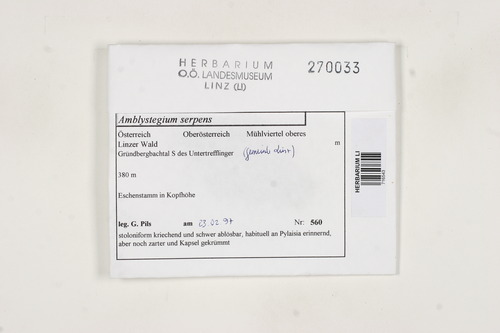 HERBARIUM
O.Ö. LANDESMUSEUM
LINZ (LI)
270033
Amblystegium serpens
Österreich Oberösterreich Mühlviertel oberes
Linzer Wald m
Gründbergbachtal S des Untertrefflinger
380 m
Eschenstamm in Kopfhöhe
leg. G. Pils am 23.02.97 Nr: 560
stoloniform kriechend und schwer ablösbar, habituell an Pylaisia erinnernd,
aber noch zarter und Kapsel gekrümmt
HERBARIUM LI